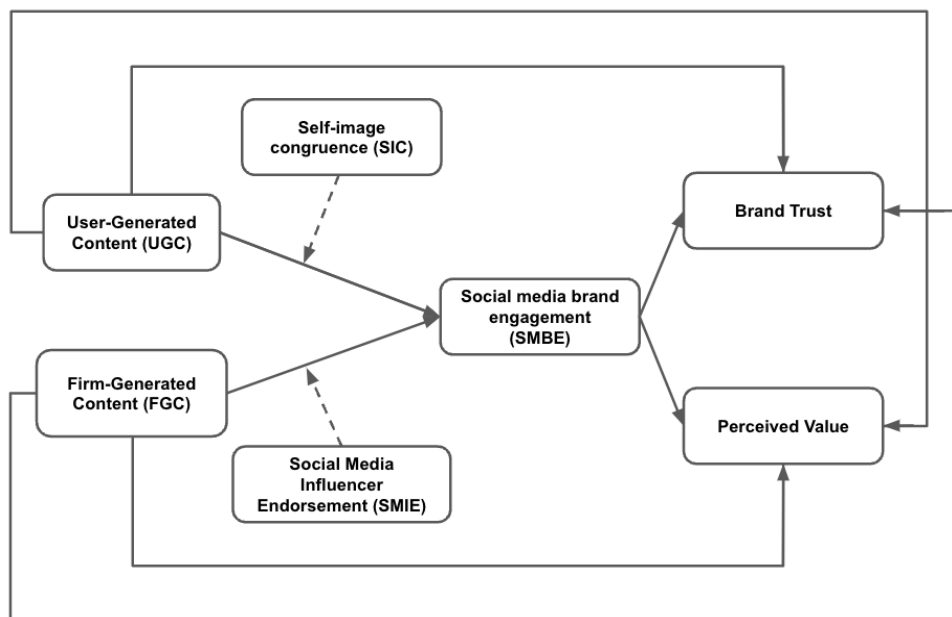 Self-image
congruence (SIC)
User-Generated
Content (UGC)
Brand Trust
Social media brand
engagement
(SMBE)
Firm-Generated
Content (FGC)
Perceived Value
Social Media
Influencer
Endorsement (SMIE)